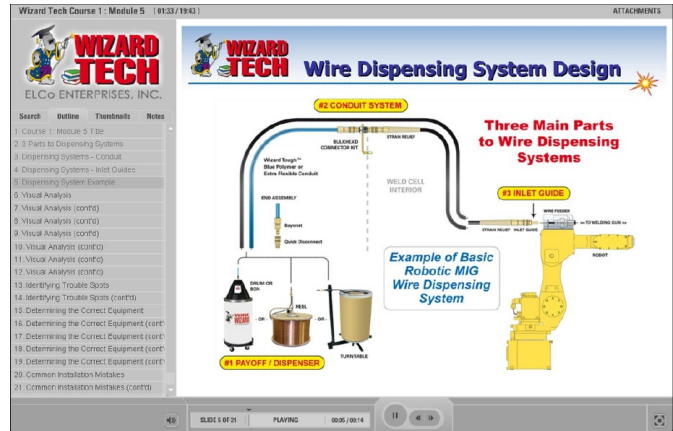 Wizard Tech Course 1 : Module 5 ( 01:33 / 19:43 )
ATTACHMENTS
WIZARD
TECH
ELCo ENTERPRISES, INC.
Search Outline Thumbnails Notes
1. Course 1: Module 5 Title
2. 3 Parts to Dispensing Systems
3. Dispensing Systems - Conduit
4. Dispensing Systems - Inlet Guides
5. Dispensing System Example
6. Visual Analysis
7. Visual Analysis (cont'd)
8. Visual Analysis (cont'd)
9. Visual Analysis (cont'd)
10. Visual Analysis (cont'd)
11. Visual Analysis (cont'd)
12. Visual Analysis (cont'd)
13. Identifying Trouble Spots
14. Identifying Trouble Spots (cont'd)
15. Determining the Correct Equipment
16. Determining the Correct Equipment (cont'
17. Determining the Correct Equipment (cont'
18. Determining the Correct Equipment (cont'
19. Determining the Correct Equipment (cont'
20. Common Installation Mistakes
21. Common Installation Mistakes (cont'd)
WIZARD
TECH
Wire Dispensing System Design
#2 CONDUIT SYSTEM
BULKHEAD
CONNECTOR KIT
STRAIN RELIEF
Wizard Tough™
Blue Polymer or
Extra Flexible Conduit
WELD CELL
INTERIOR
END ASSEMBLY
Bayonet
Quick Disconnect
Three Main Parts
to Wire Dispensing
Systems
#3 INLET GUIDE
WIRE FEEDER
TO WELDING GUN
STRAIN RELIEF INLET GUIDE
ROBOT
Example of Basic
Robotic MIG
Wire Dispensing
System
DRUM OR
BOX
REEL
- OR -
- OR -
WIZARD
TURNTABLE
#1 PAYOFF / DISPENSER
SLIDE 5 OF 21 PLAYING 00:05 / 00:14